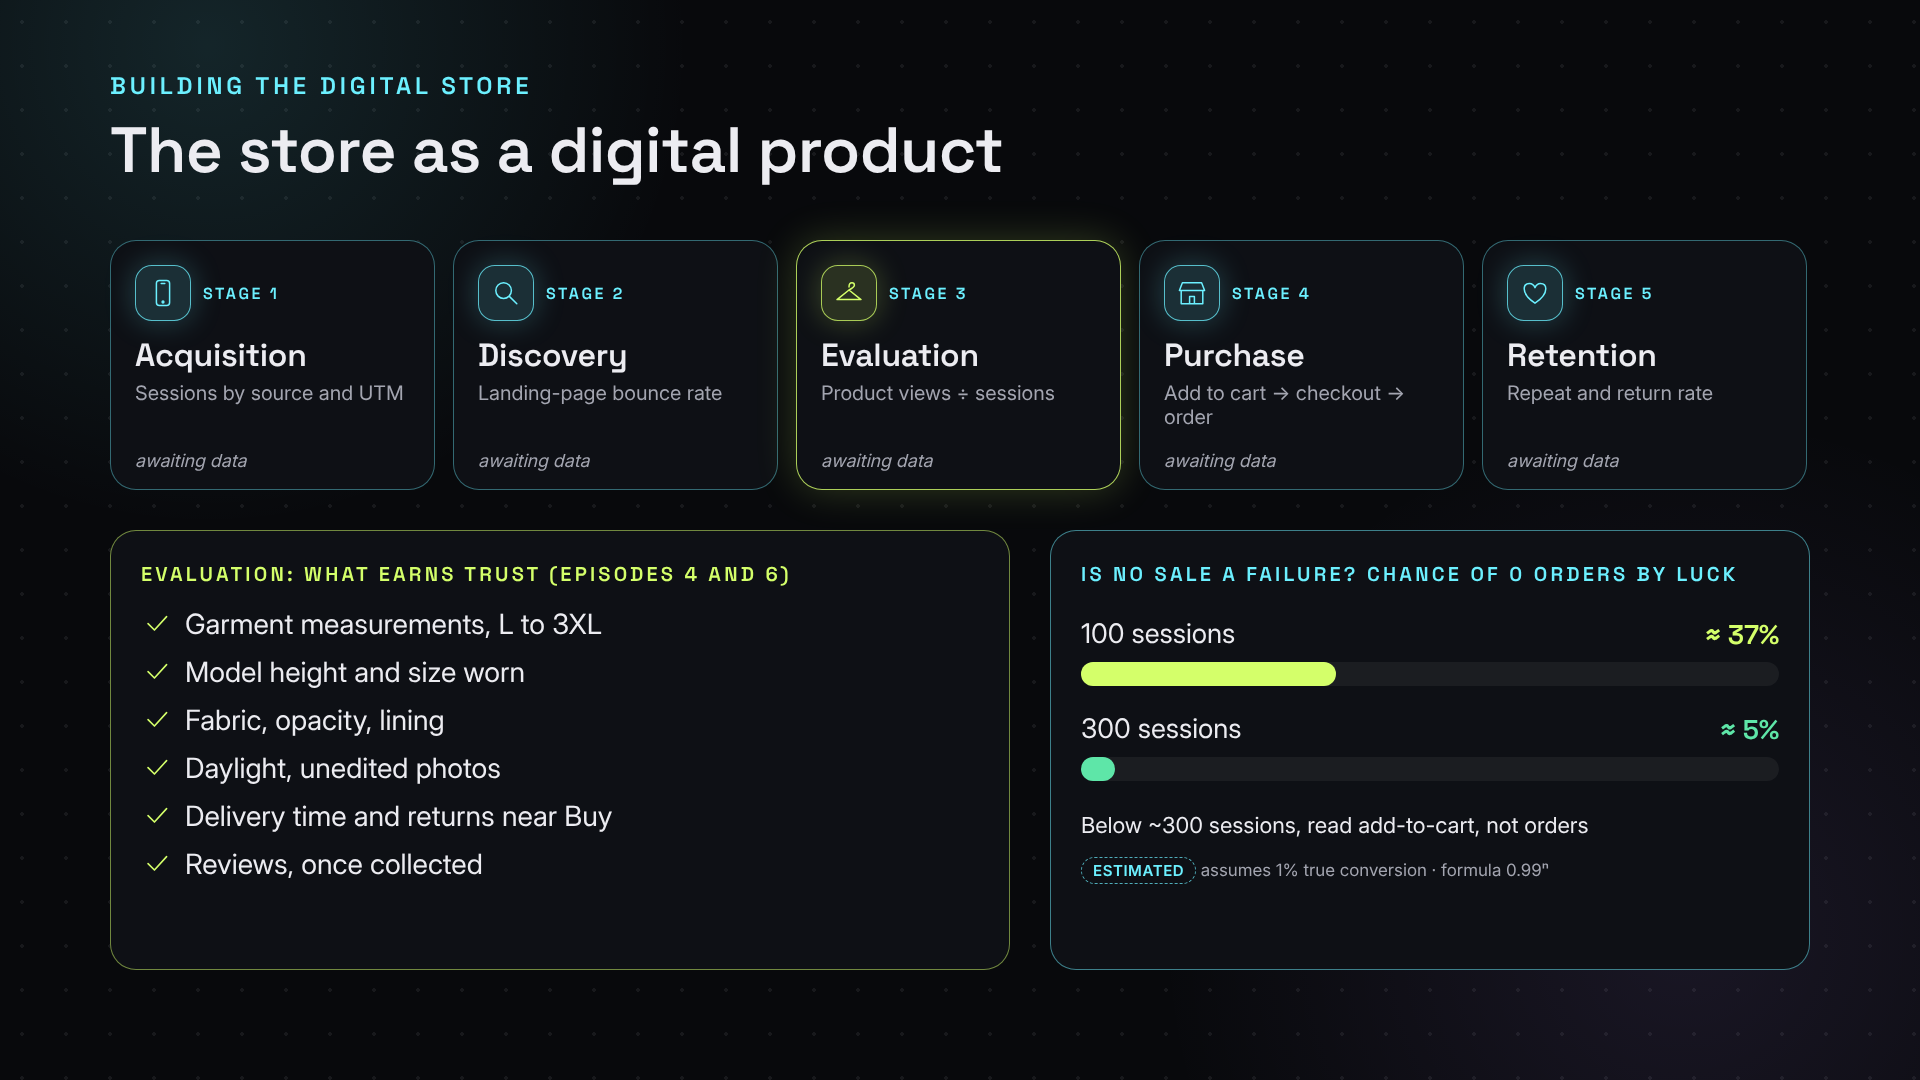 BUILDING THE DIGITAL STORE
The store as a digital product
STAGE 1
Acquisition
Sessions by source and UTM
awaiting data
STAGE 2
Discovery
Landing-page bounce rate
awaiting data
STAGE 3
Evaluation
Product views ÷ sessions
awaiting data
STAGE 4
Purchase
Add to cart → checkout →
order
awaiting data
STAGE 5
Retention
Repeat and return rate
awaiting data
EVALUATION: WHAT EARNS TRUST (EPISODES 4 AND 6)
Garment measurements, L to 3XL
Model height and size worn
Fabric, opacity, lining
Daylight, unedited photos
Delivery time and returns near Buy
Reviews, once collected
IS NO SALE A FAILURE? CHANCE OF 0 ORDERS BY LUCK
100 sessions ≈ 37%
300 sessions ≈ 5%
Below ~300 sessions, read add-to-cart, not orders
ESTIMATED assumes 1% true conversion · formula 0.99ⁿ